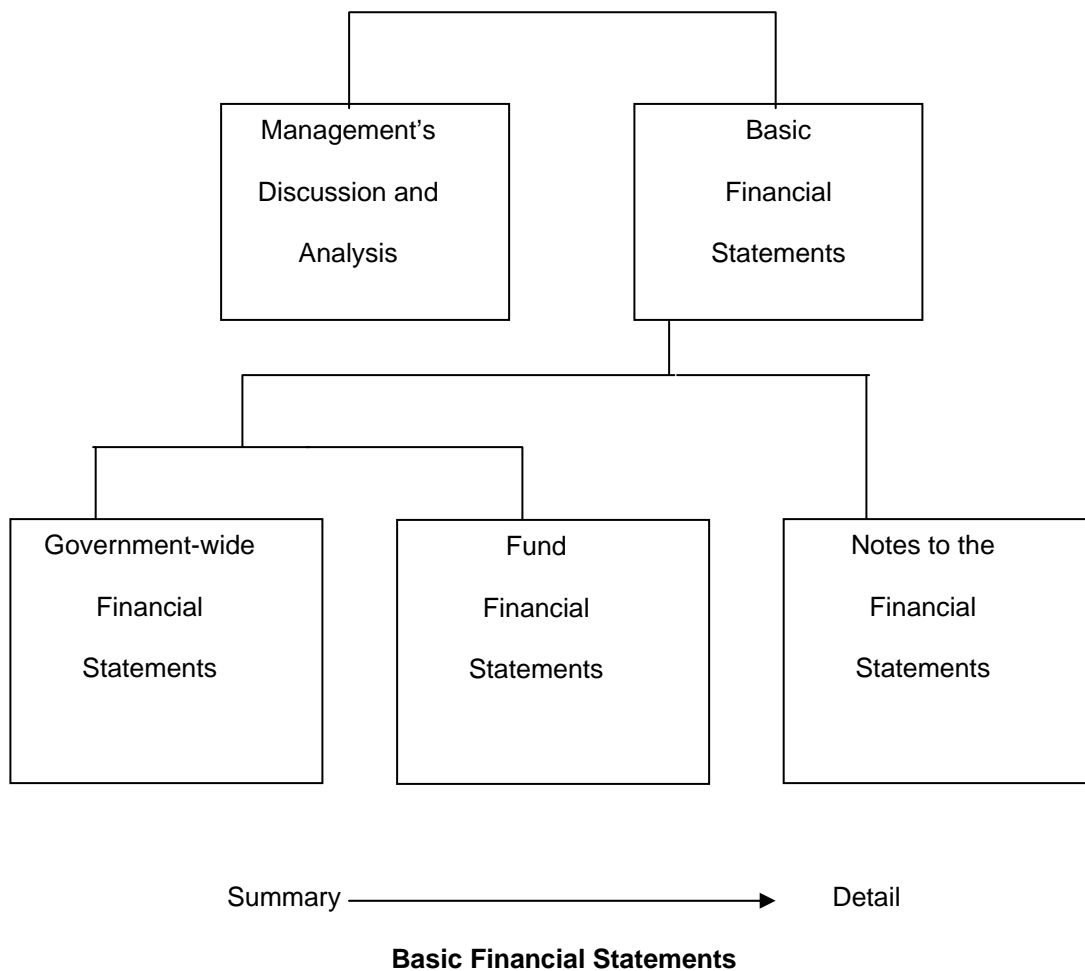 Management’s
Discussion and
Analysis
Basic
Financial
Statements
Government-wide
Financial
Statements
Fund
Financial
Statements
Notes to the
Financial
Statements
Summary
Detail
Basic Financial Statements